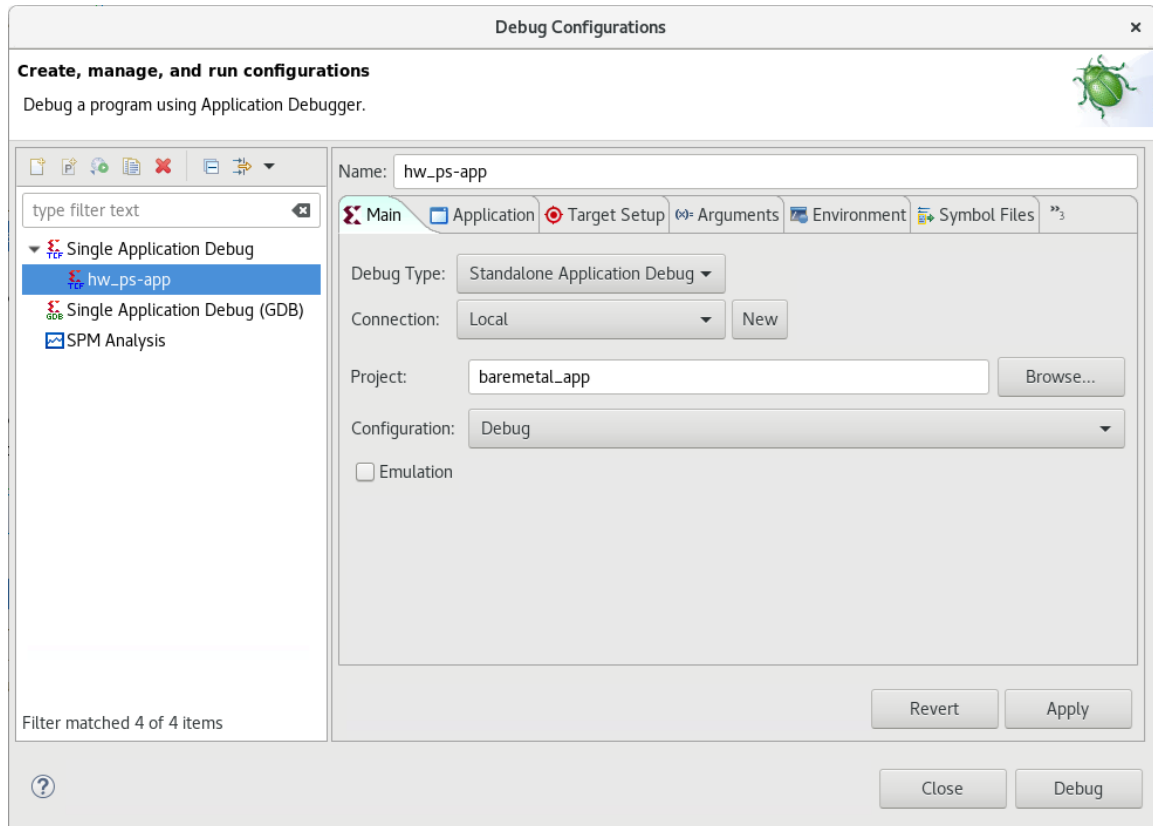 Debug Configurations
Create, manage, and run configurations
Debug a program using Application Debugger.
type filter text
Single Application Debug
TCF hw_ps-app
Single Application Debug (GDB)
SPM Analysis
Filter matched 4 of 4 items
Name: hw_ps-app
Main Application Target Setup (x)= Arguments Environment Symbol Files »3
Debug Type: Standalone Application Debug
Connection: Local New
Project: baremetal_app Browse...
Configuration: Debug
Emulation
Revert Apply
? Close Debug